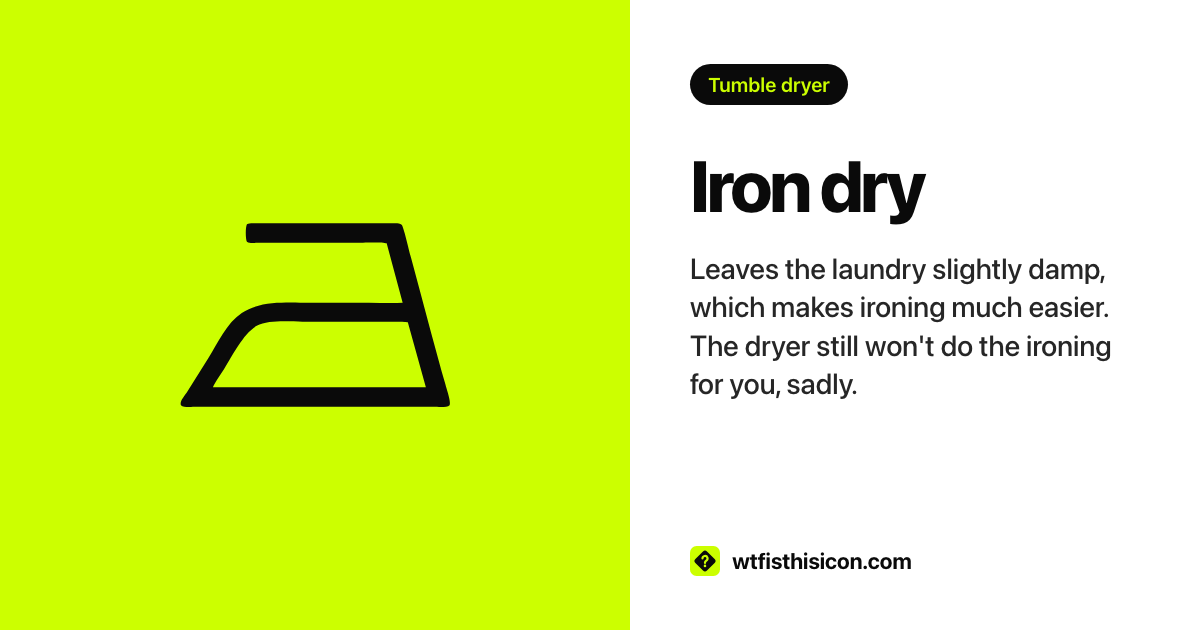 Tumble dryer
Iron dry
Leaves the laundry slightly damp,
which makes ironing much easier.
The dryer still won't do the ironing
for you, sadly.
?
wtfisthisicon.com